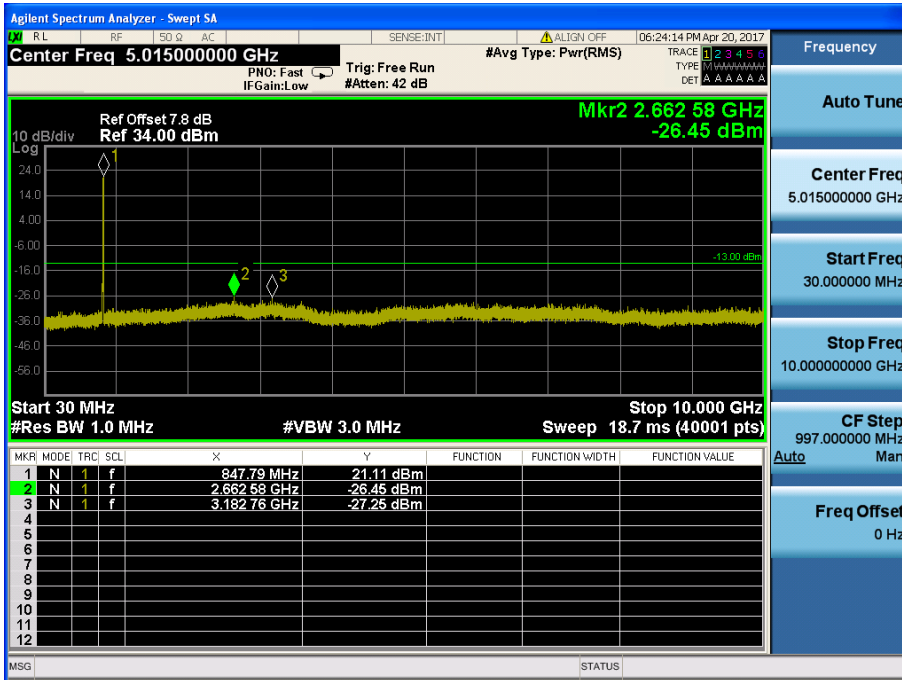 Agilent Spectrum Analyzer - Swept SA
LXI RL RF 50 Ω AC SENSE:INT ALIGN OFF 06:24:14 PM Apr 20, 2017
Center Freq 5.015000000 GHz #Avg Type: Pwr(RMS) TRACE 1 2 3 4 5 6
PNO: Fast Trig: Free Run TYPE MWWWWW
IFGain:Low #Atten: 42 dB DET A A A A A A
Mkr2 2.662 58 GHz
Ref Offset 7.8 dB
10 dB/div Ref 34.00 dBm -26.45 dBm
Log
1
24.0
14.0
4.00
-6.00
-13.00 dBm
-16.0
2 3
-26.0
-36.0
-46.0
-56.0
Start 30 MHz Stop 10.000 GHz
#Res BW 1.0 MHz #VBW 3.0 MHz Sweep 18.7 ms (40001 pts)
MKR MODE TRC SCL X Y FUNCTION FUNCTION WIDTH FUNCTION VALUE
1 N 1 f 847.79 MHz 21.11 dBm
2 N 1 f 2.662 58 GHz -26.45 dBm
3 N 1 f 3.182 76 GHz -27.25 dBm
4
5
6
7
8
9
10
11
12
MSG STATUS
Frequency
Auto Tune
Center Freq
5.015000000 GHz
Start Freq
30.000000 MHz
Stop Freq
10.000000000 GHz
CF Step
997.000000 MHz
Auto Man
Freq Offset
0 Hz